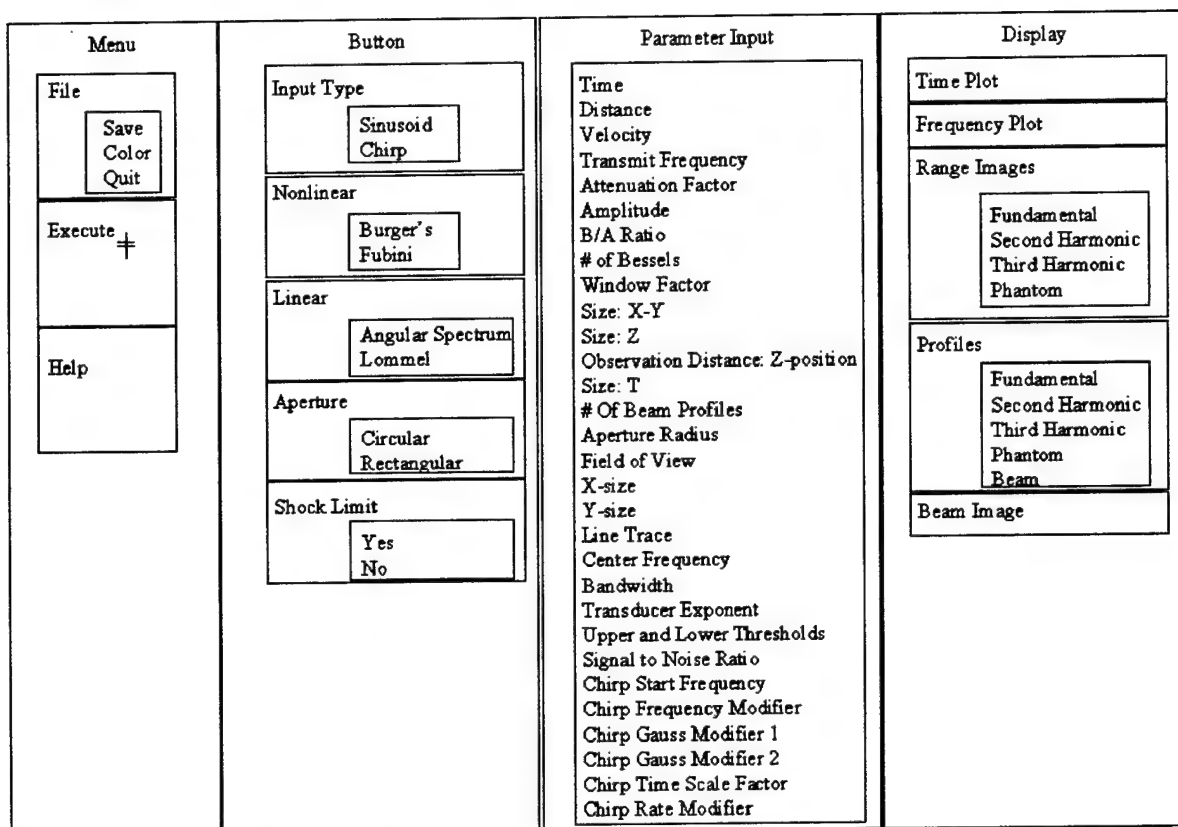 Menu
File
Save
Color
Quit
Execute
Help
Button
Input Type
Sinusoid
Chirp
Nonlinear
Burger's
Fubini
Linear
Angular Spectrum
Lommel
Aperture
Circular
Rectangular
Shock Limit
Yes
No
Parameter Input
Time
Distance
Velocity
Transmit Frequency
Attenuation Factor
Amplitude
B/A Ratio
# of Bessels
Window Factor
Size: X-Y
Size: Z
Observation Distance: Z-position
Size: T
# Of Beam Profiles
Aperture Radius
Field of View
X-size
Y-size
Line Trace
Center Frequency
Bandwidth
Transducer Exponent
Upper and Lower Thresholds
Signal to Noise Ratio
Chirp Start Frequency
Chirp Frequency Modifier
Chirp Gauss Modifier 1
Chirp Gauss Modifier 2
Chirp Time Scale Factor
Chirp Rate Modifier
Display
Time Plot
Frequency Plot
Range Images
Fundamental
Second Harmonic
Third Harmonic
Phantom
Profiles
Fundamental
Second Harmonic
Third Harmonic
Phantom
Beam
Beam Image